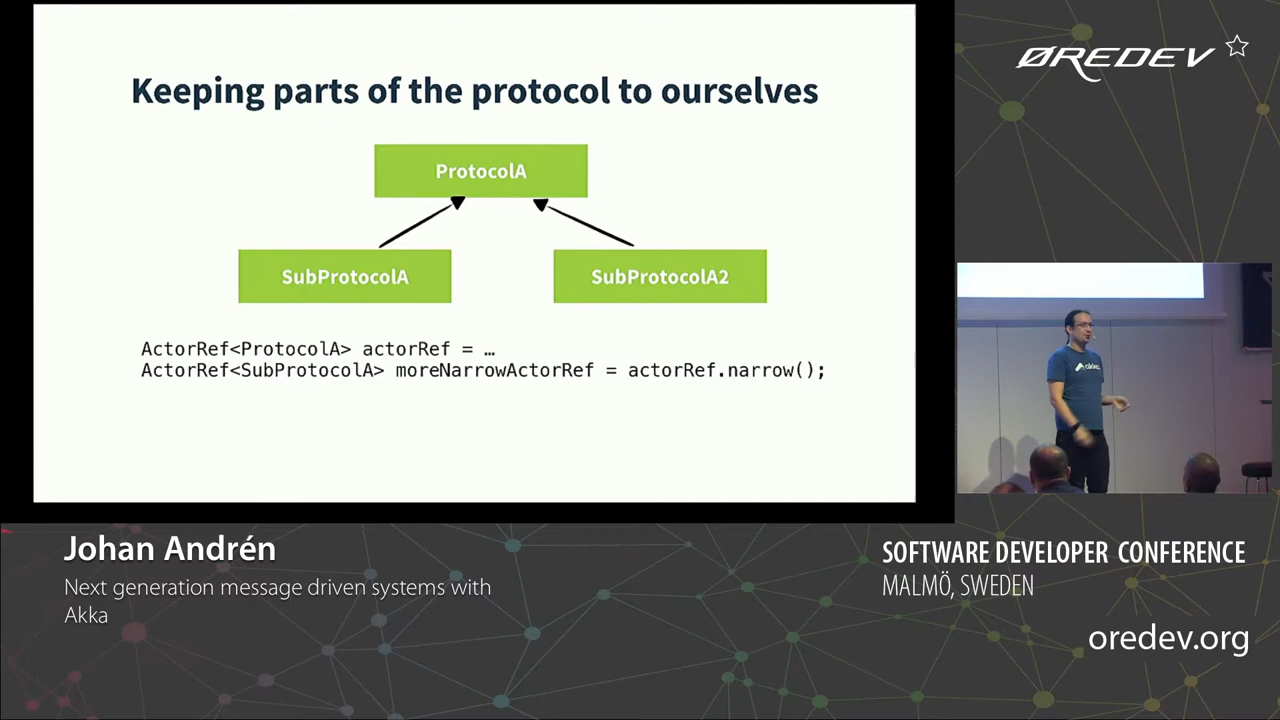 Keeping parts of the protocol to ourselves
ProtocolA
SubProtocolA
SubProtocolA2
ActorRef<ProtocolA> actorRef = …
ActorRef<SubProtocolA> moreNarrowActorRef = actorRef.narrow();
ØREDEV
akka
Johan Andrén
Next generation message driven systems with
Akka
SOFTWARE DEVELOPER CONFERENCE
MALMÖ, SWEDEN
oredev.org